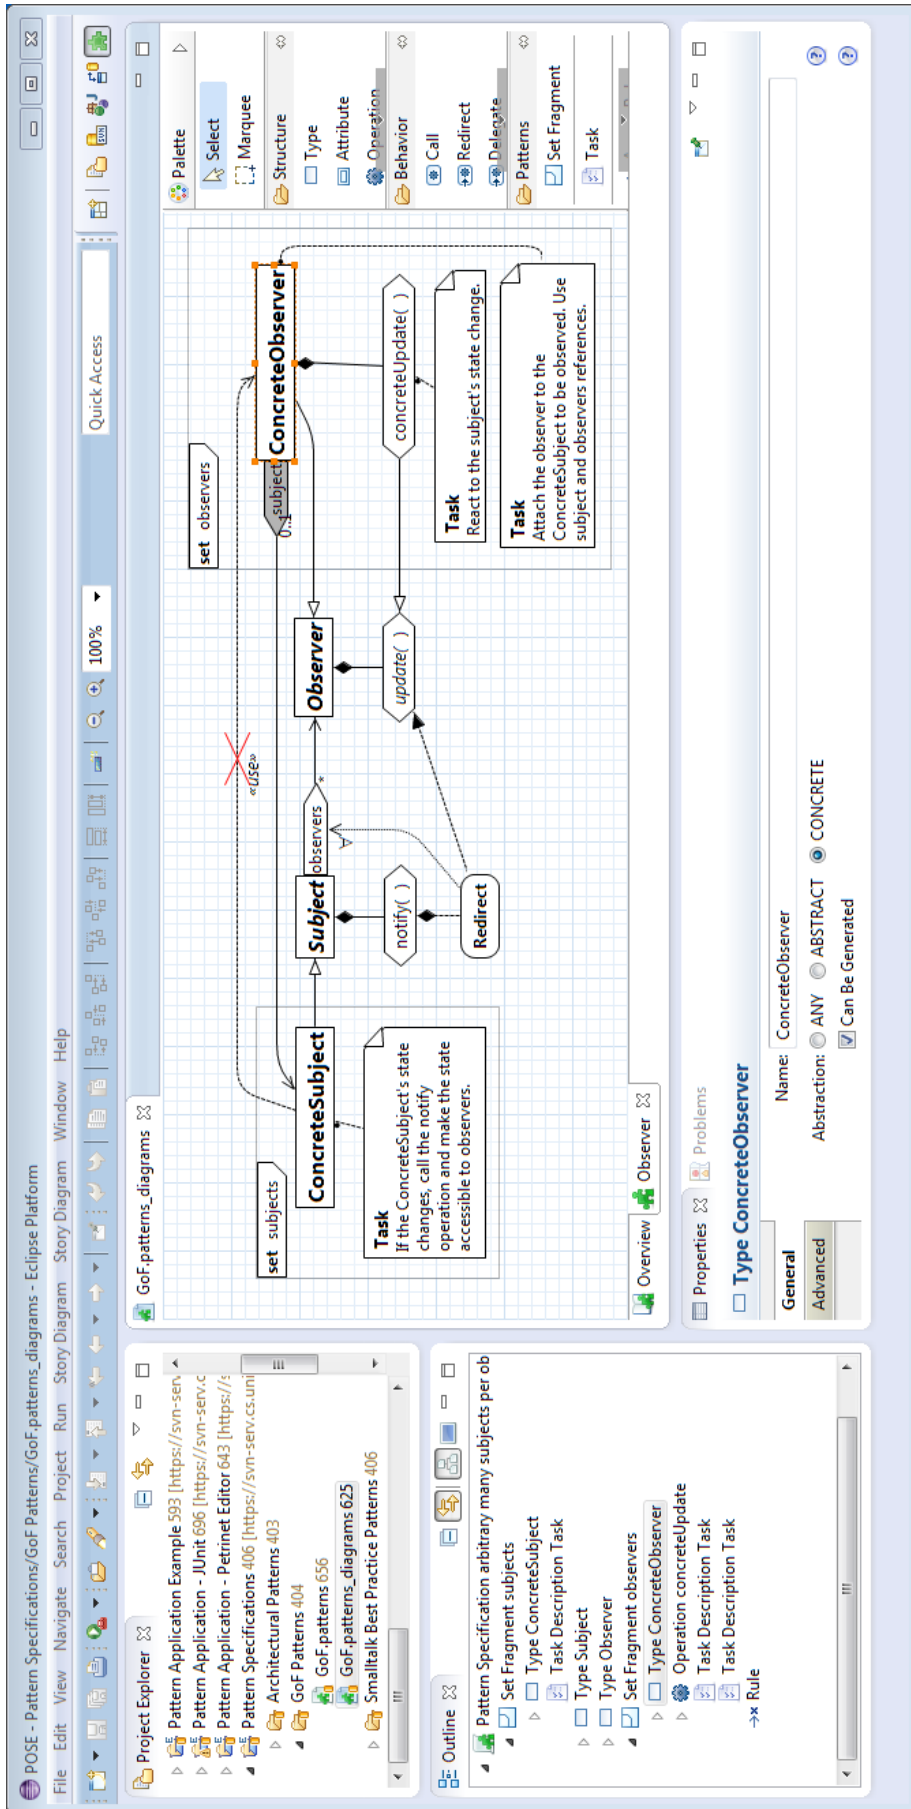 POSE - Pattern Specifications/GoF Patterns/GoF.patterns_diagrams - Eclipse Platform
File Edit View Navigate Search Project Run Story Diagram Story Diagram Window Help
100%
Quick Access
SVN
Project Explorer
Pattern Application Example 593 [https://svn-serv
Pattern Application - JUnit 696 [https://svn-serv.c
Pattern Application - Petrinet Editor 643 [https://s
Pattern Specifications 406 [https://svn-serv.cs.uni
Architectural Patterns 403
GoF Patterns 404
GoF.patterns 656
GoF.patterns_diagrams 625
Smalltalk Best Practice Patterns 406
Outline
Pattern Specification arbitrary many subjects per ob
Set Fragment subjects
Type ConcreteSubject
Task Description Task
Type Subject
Type Observer
Set Fragment observers
Type ConcreteObserver
Operation concreteUpdate
Task Description Task
Task Description Task
Rule
GoF.patterns_diagrams
set subjects
ConcreteSubject
Task
If the ConcreteSubject's state
changes, call the notify
operation and make the state
accessible to observers.
Subject
observers
*
A
notify( )
Redirect
«use»
Observer
update( )
set observers
subject
0..1
ConcreteObserver
concreteUpdate( )
Task
React to the subject's state change.
Task
Attach the observer to the
ConcreteSubject to be observed. Use
subject and observers references.
Palette
Select
Marquee
Structure
Type
Attribute
Operation
Behavior
Call
Redirect
Delegate
Patterns
Set Fragment
Task
Overview
Observer
Properties
Problems
Type ConcreteObserver
General
Advanced
Name: ConcreteObserver
Abstraction: ANY ABSTRACT CONCRETE
Can Be Generated